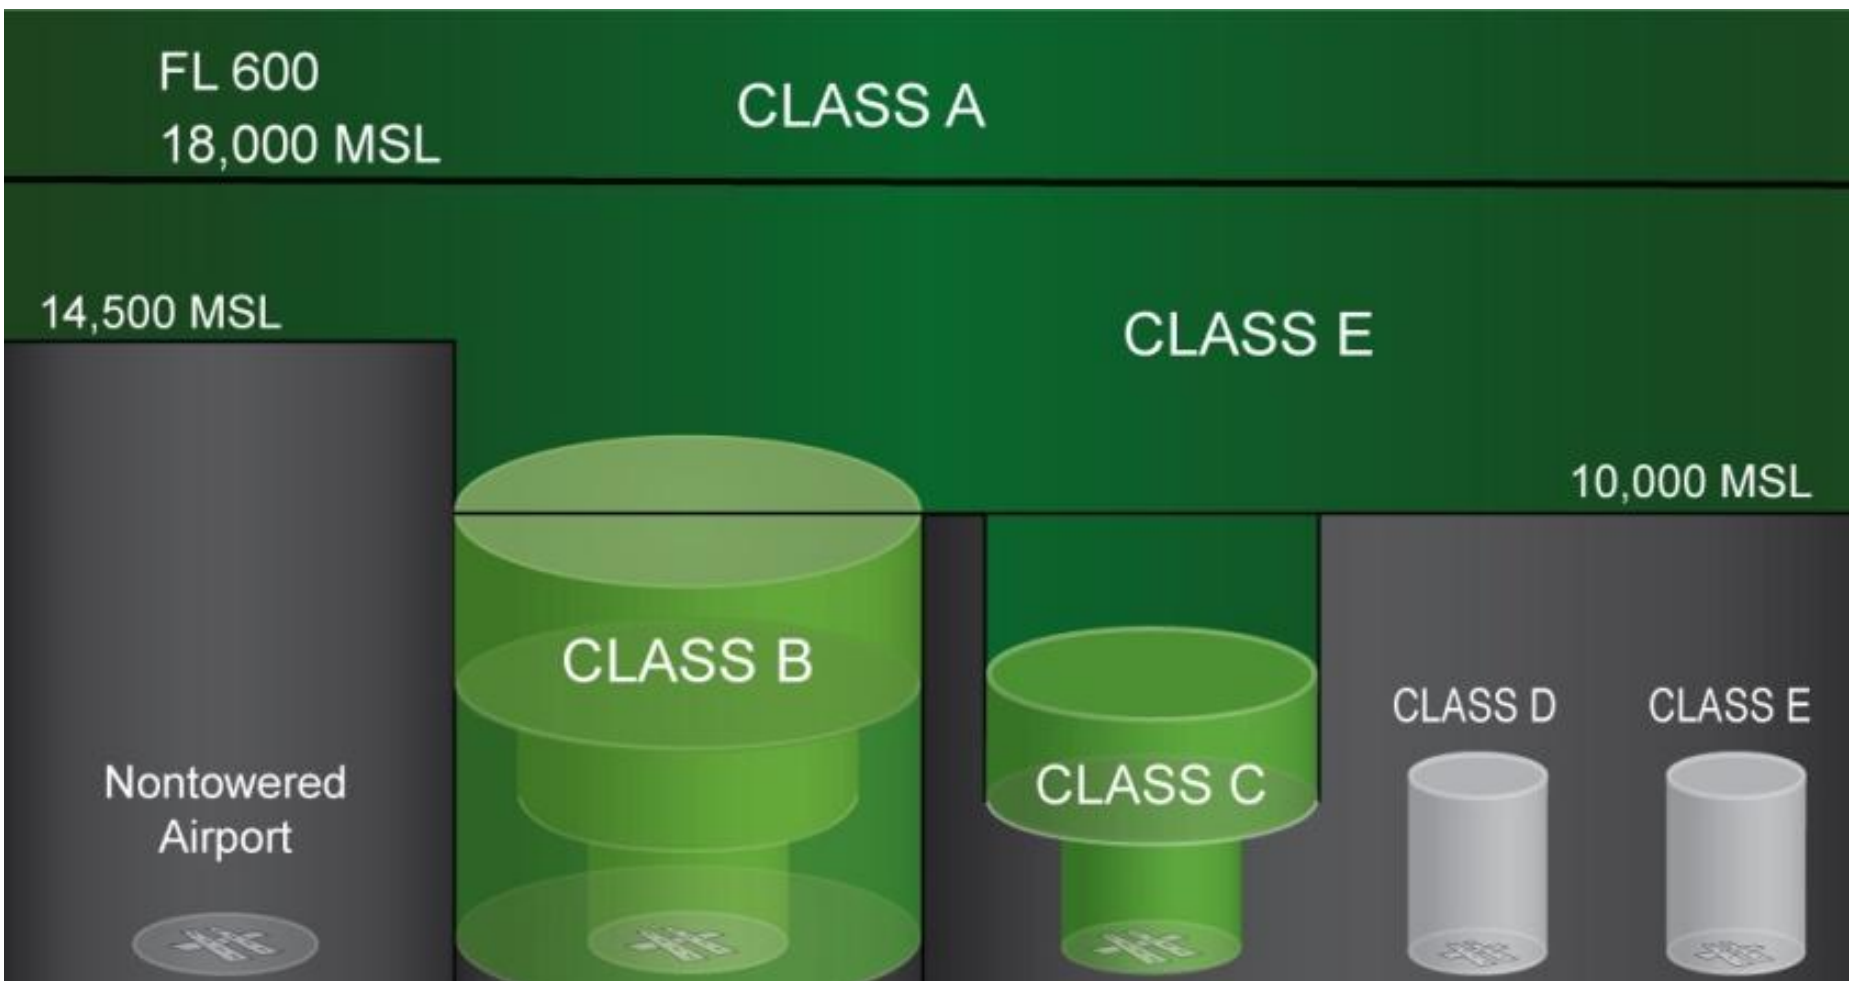 FL 600
18,000 MSL
CLASS A
14,500 MSL
CLASS E
10,000 MSL
CLASS B
CLASS D
CLASS E
Nontowered
Airport
CLASS C